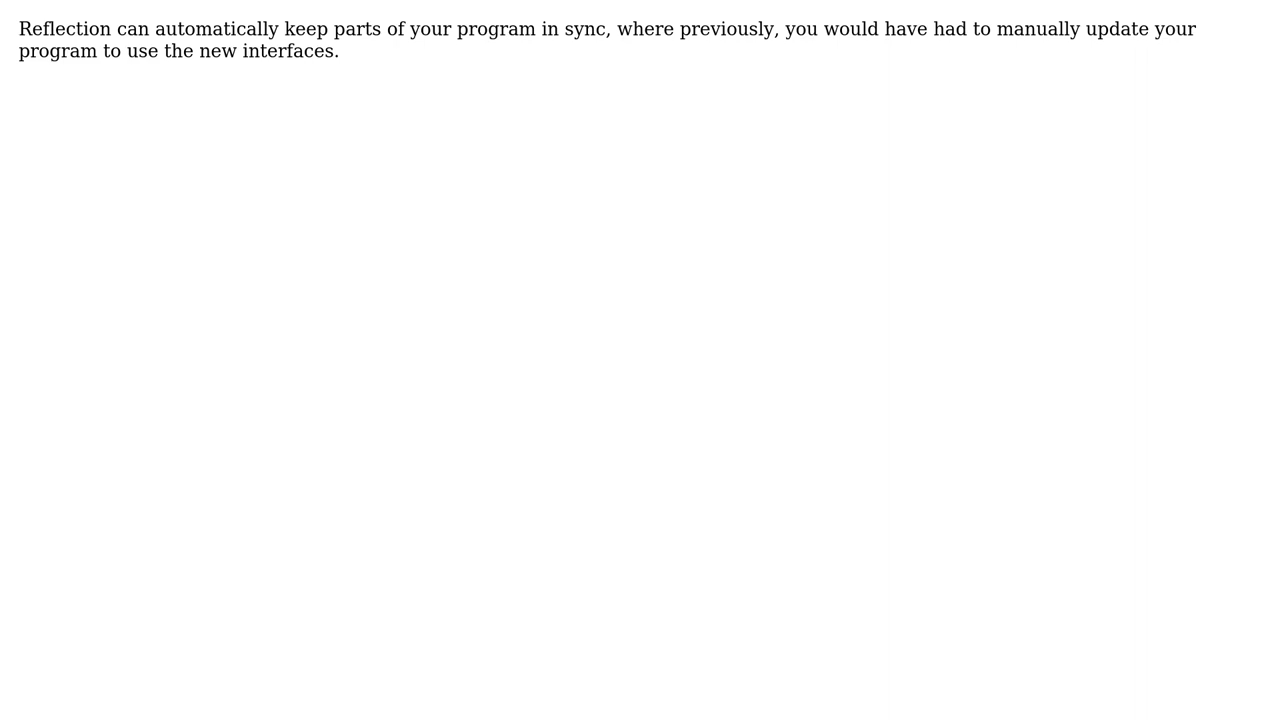 Reflection can automatically keep parts of your program in sync, where previously, you would have had to manually update your
program to use the new interfaces.